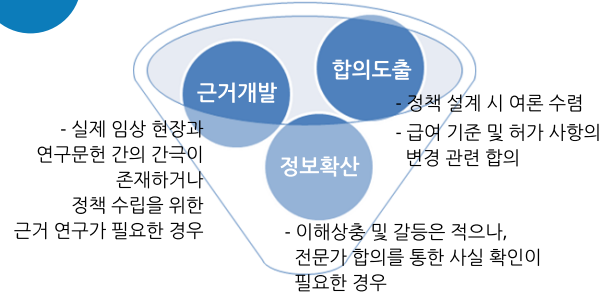 근거개발
합의도출
정보확산
- 실제 임상 현장과
연구문헌 간의 간극이
존재하거나
정책 수립을 위한
근거 연구가 필요한 경우
- 정책 설계 시 여론 수렴
- 급여 기준 및 허가 사항의
변경 관련 합의
- 이해상충 및 갈등은 적으나,
전문가 합의를 통한 사실 확인이
필요한 경우